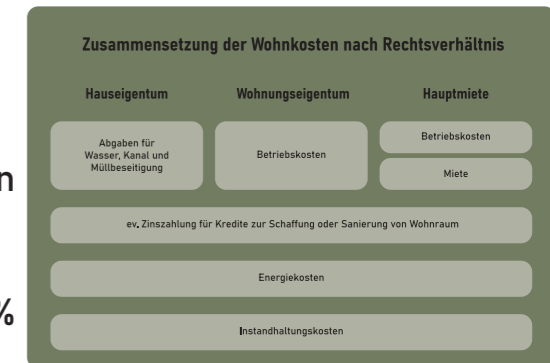 Zusammensetzung der Wohnkosten nach Rechtsverhältnis
Hauseigentum
Wohnungseigentum
Hauptmiete
Abgaben für
Wasser, Kanal und
Müllbeseitigung
Betriebskosten
Betriebskosten
Miete
n
ev. Zinszahlung für Kredite zur Schaffung oder Sanierung von Wohnraum
Energiekosten
%
Instandhaltungskosten